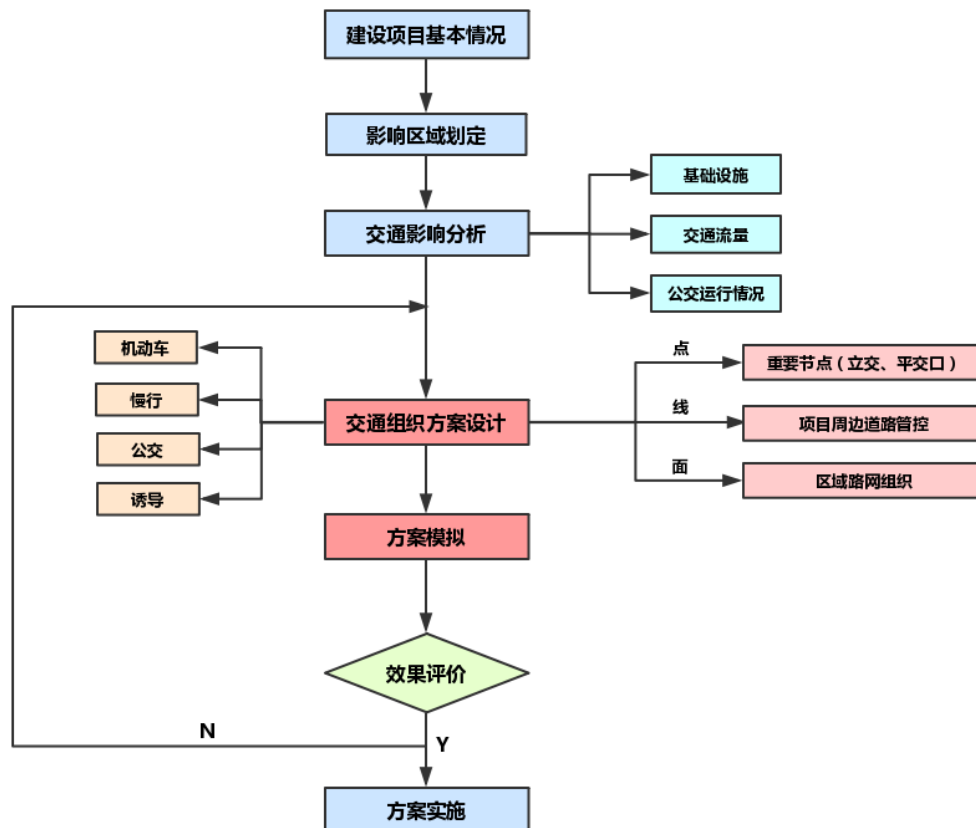 建设项目基本情况
影响区域划定
基础设施
交通影响分析
交通流量
公交运行情况
机动车
点
重要节点（立交、平交口）
慢行
交通组织方案设计
线
项目周边道路管控
公交
面
区域路网组织
诱导
方案模拟
效果评价
N
Y
方案实施